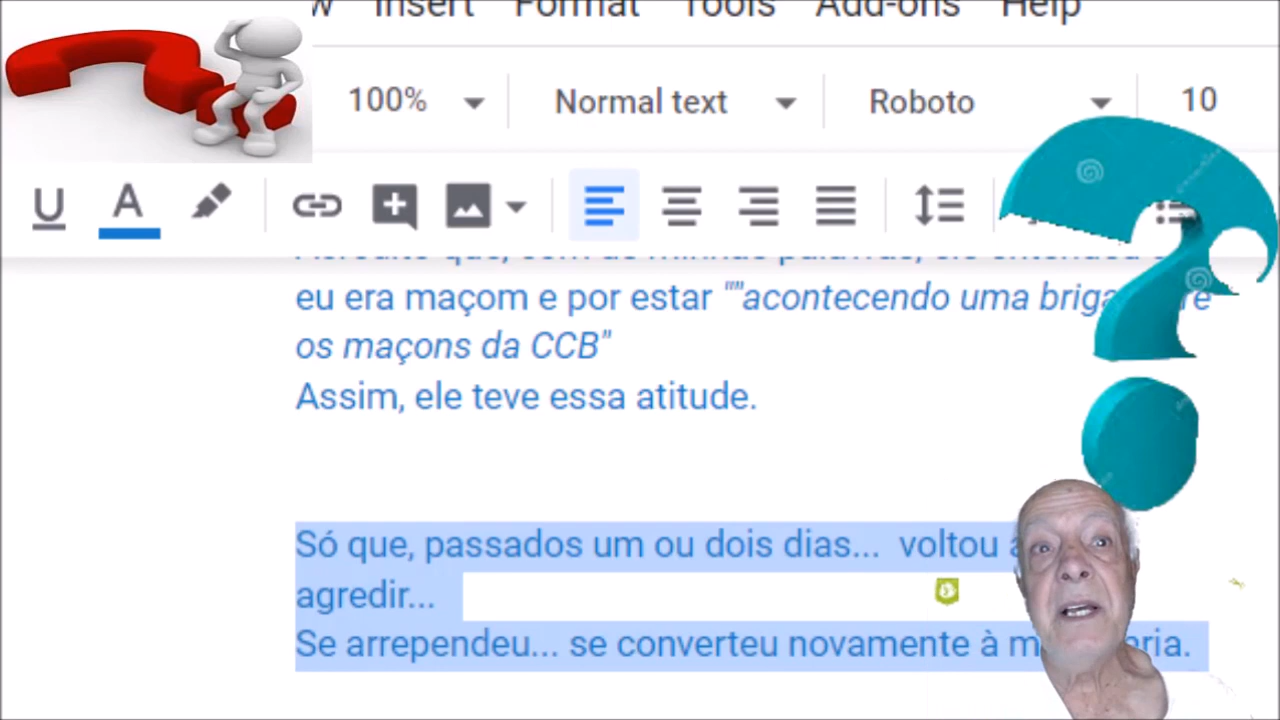 Insert Format Tools Add-ons Help
100% Normal text Roboto 10
U A
eu era maçom e por estar ""acontecendo uma
os maçons da CCB"
Assim, ele teve essa atitude.
Só que, passados um ou dois dias... voltou
agredir...
Se arrependeu... se converteu novamente à